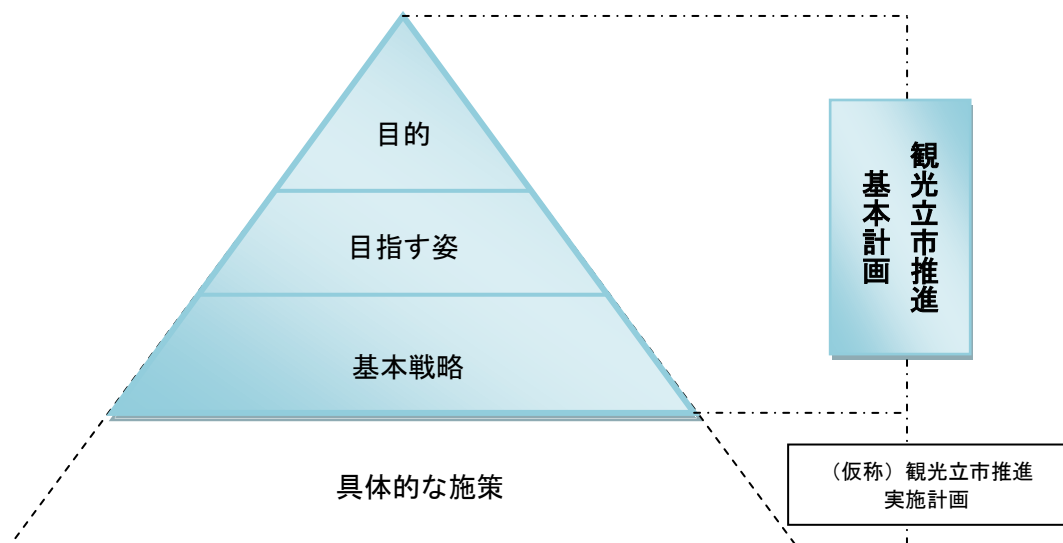 目的
目指す姿
基本戦略
具体的な施策
観光立市推進
基本計画
（仮称）観光立市推進
実施計画